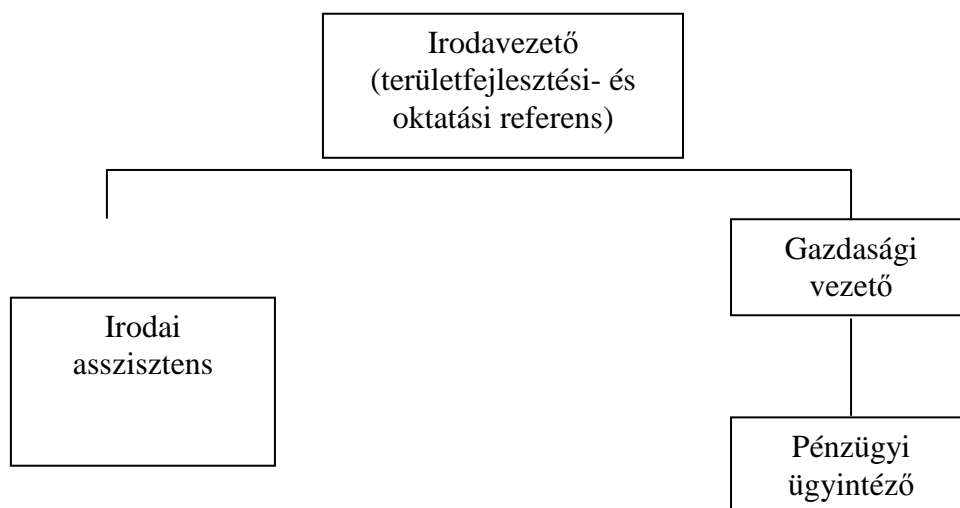 Irodavezető
(területfejlesztési- és
oktatási referens)
Gazdasági
vezető
Irodai
asszisztens
Pénzügyi
ügyintéző